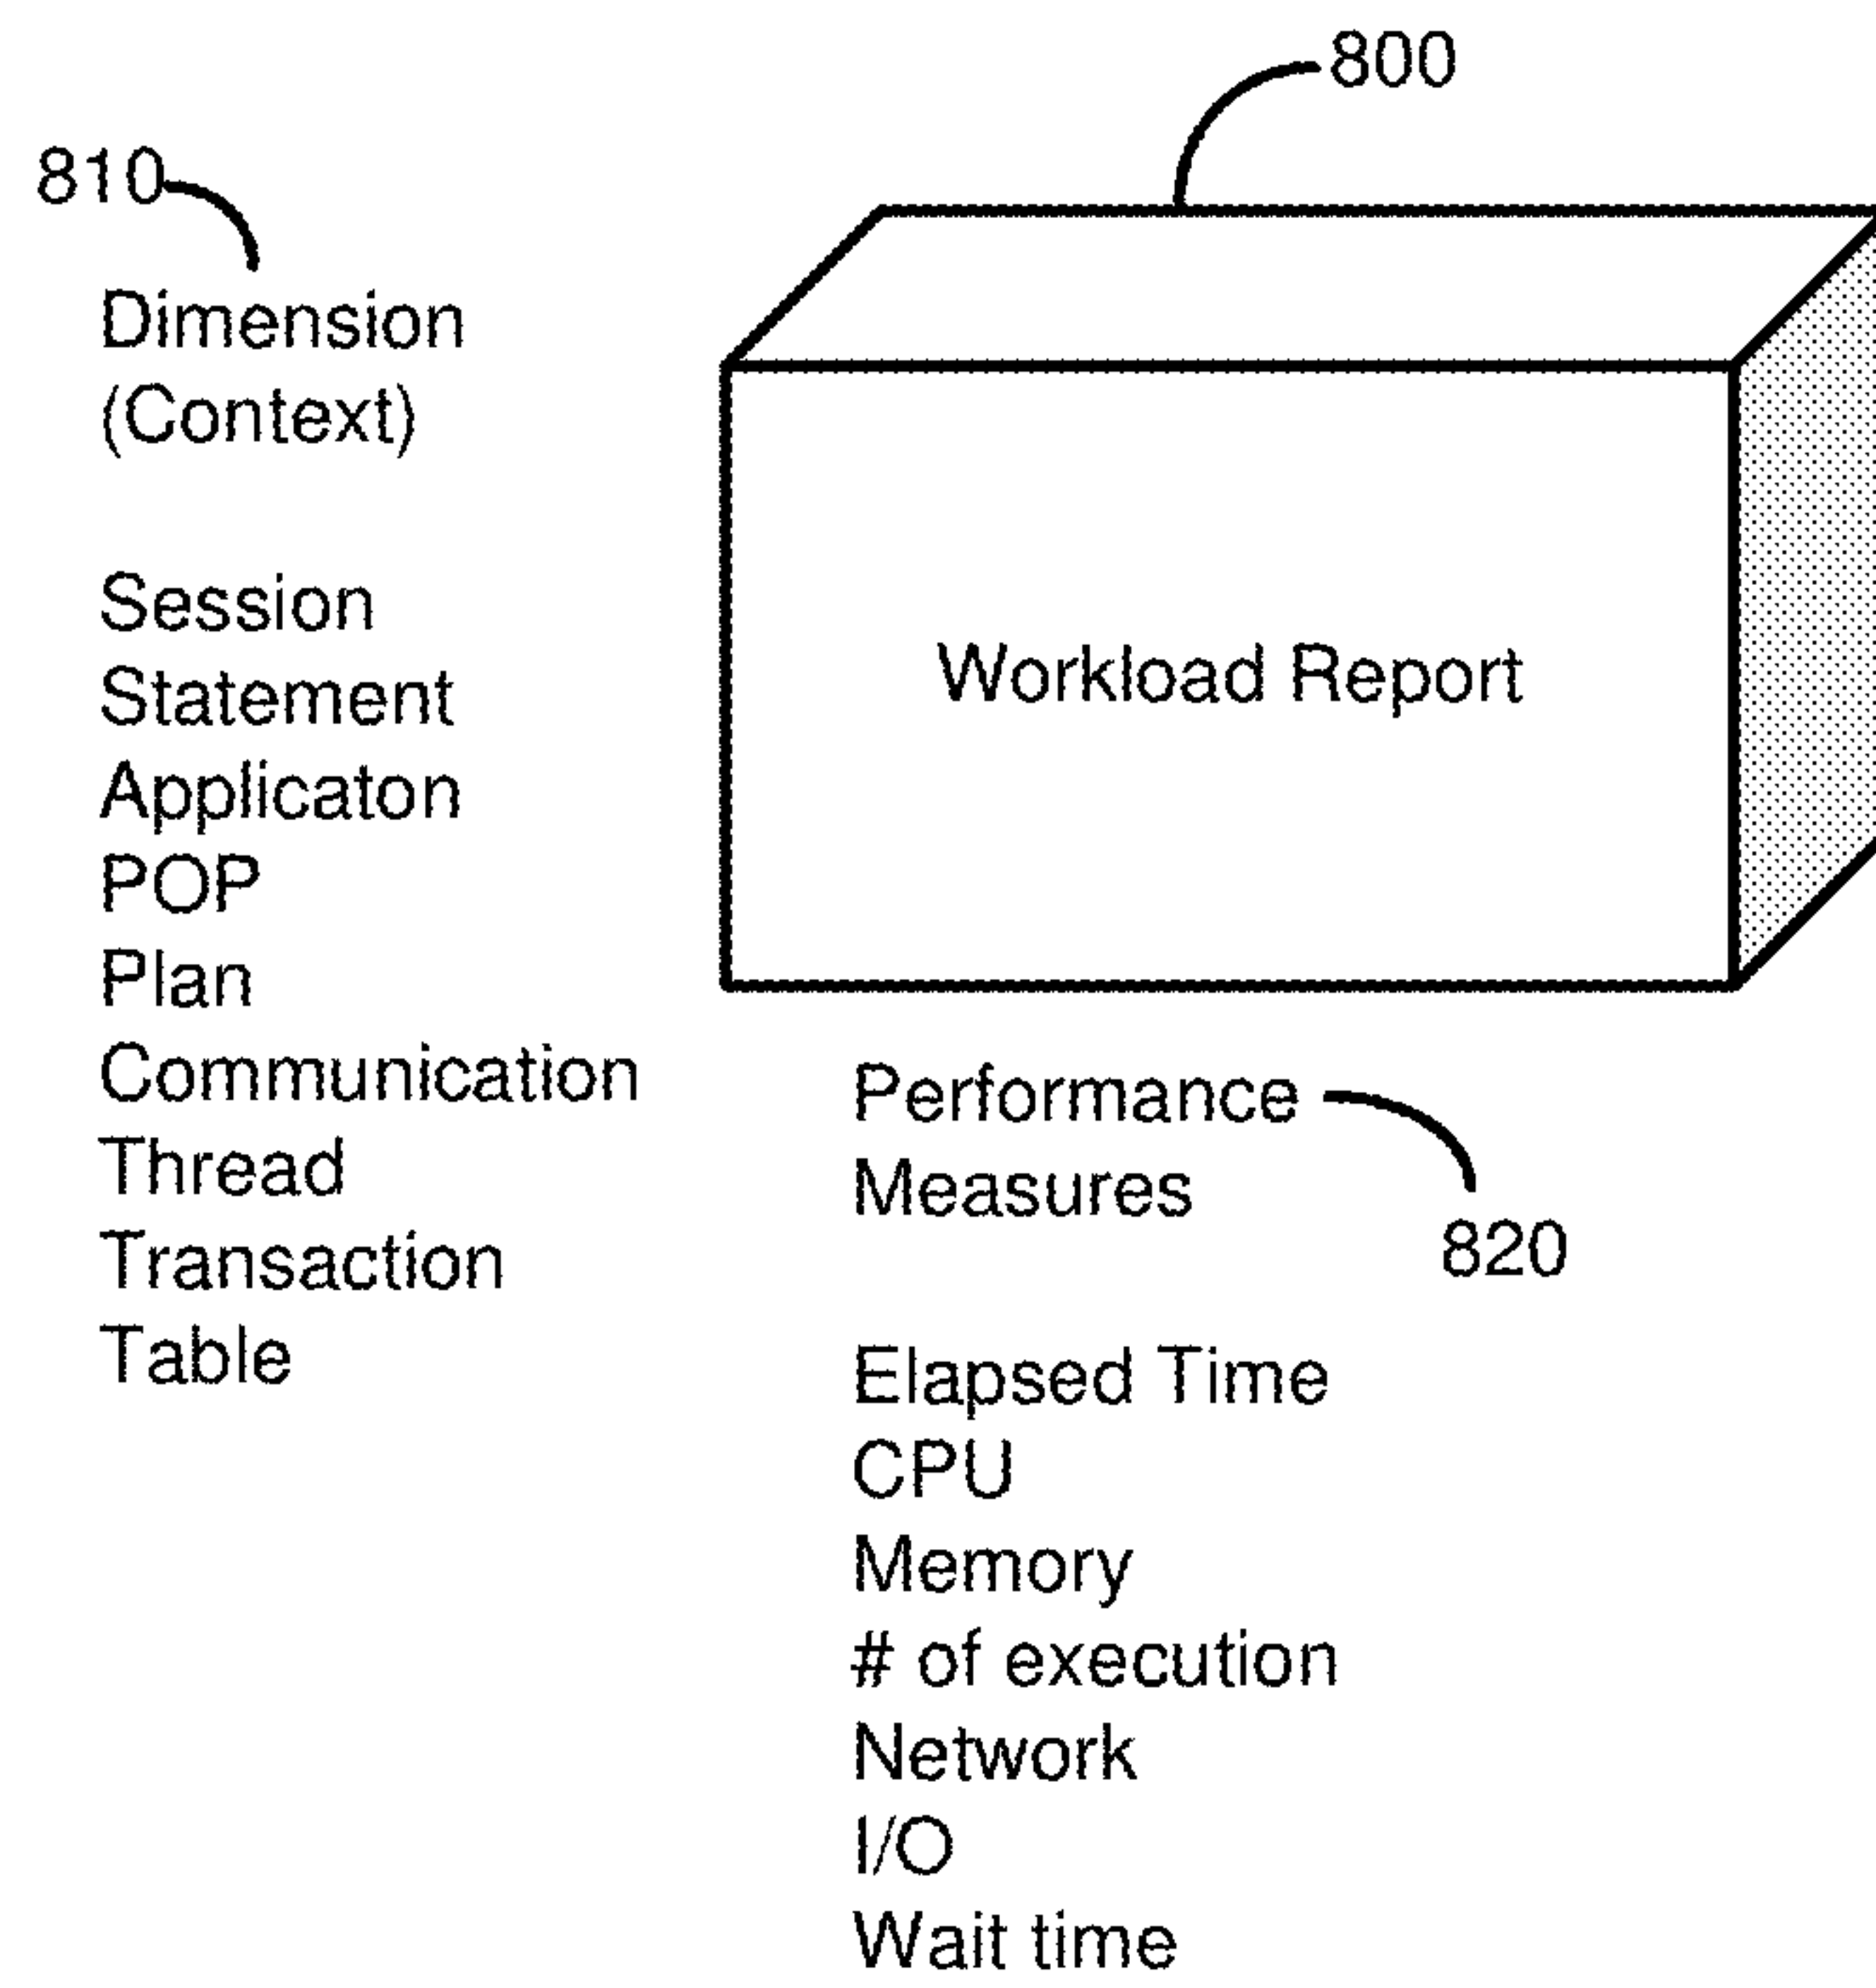 800
810
Dimension
(Context)
Session
Statement
Applicaton
POP
Plan
Communication
Thread
Transaction
Table
Workload Report
Performance
Measures
820
Elapsed Time
CPU
Memory
# of execution
Network
I/O
Wait time